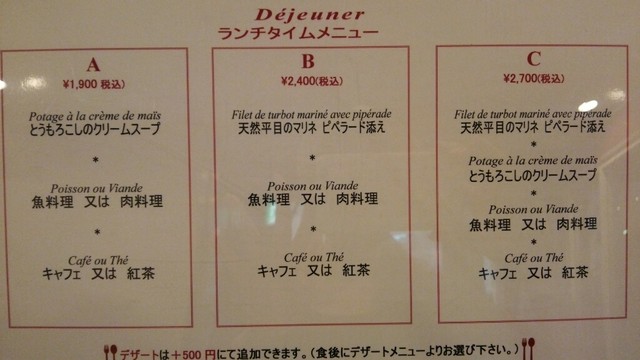 Déjeuner
ランチタイムメニュー
A
¥1,900 税込)
Potage à la crème de maïs
とうもろこしのクリームスープ
*
Poisson ou Viande
魚料理 又は 肉料理
*
Café ou Thé
キャフェ 又は 紅茶
B
¥2,400(税込)
Filet de turbot mariné avec pipérade
天然平目のマリネ ピペラード添え
*
Poisson ou Viande
魚料理 又は 肉料理
*
Café ou Thé
キャフェ 又は 紅茶
C
¥2,700(税込)
Filet de turbot mariné avec pipérade
天然平目のマリネ ピペラード添え
*
Potage à la crème de maïs
とうもろこしのクリームスープ
*
Poisson ou Viande
魚料理 又は 肉料理
*
Café ou Thé
キャフェ 又は 紅茶
デザートは+500 円にて追加できます。(食後にデザートメニューよりお選び下さい。)